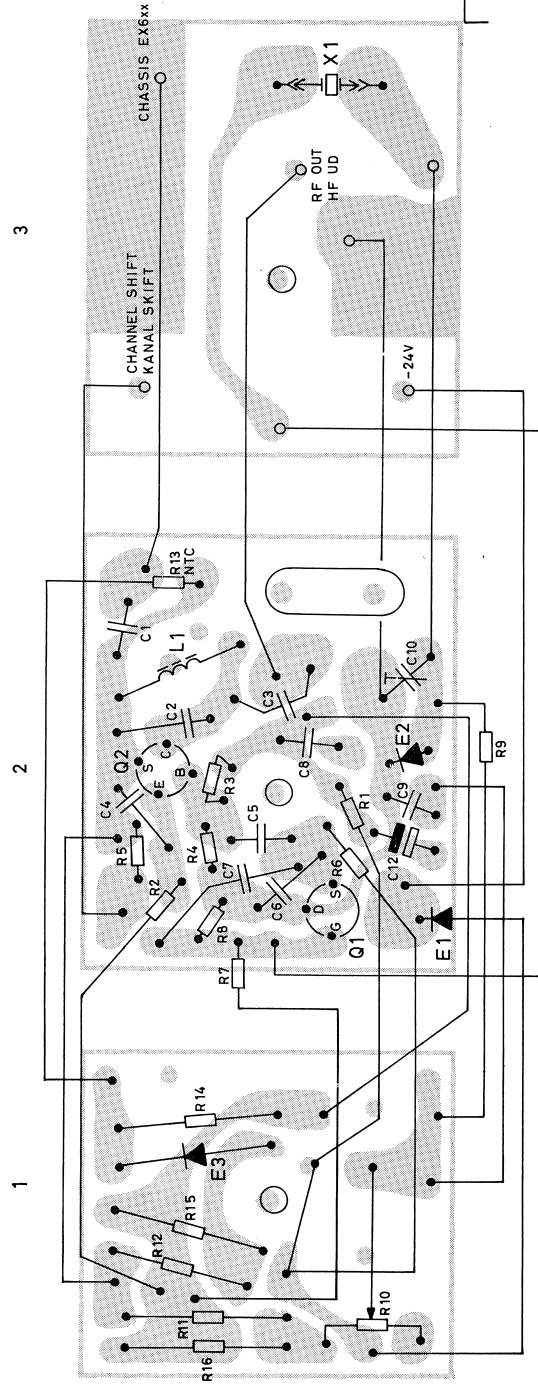 3
CHASSIS EX6xx
CHANNEL SHIFT
KANAL SKIFT
X1
RF OUT
HF UD
-24V
2
R13
NTC
C1
L1
C2
Q2
S
C
E
B
C4
R5
R3
C3
R2
R4
C5
C8
C10
T
C7
R1
E2
R9
R8
C6
R6
C9
C12
D
S
G
Q1
R7
E1
1
R14
E3
R15
R12
R11
R10
R16